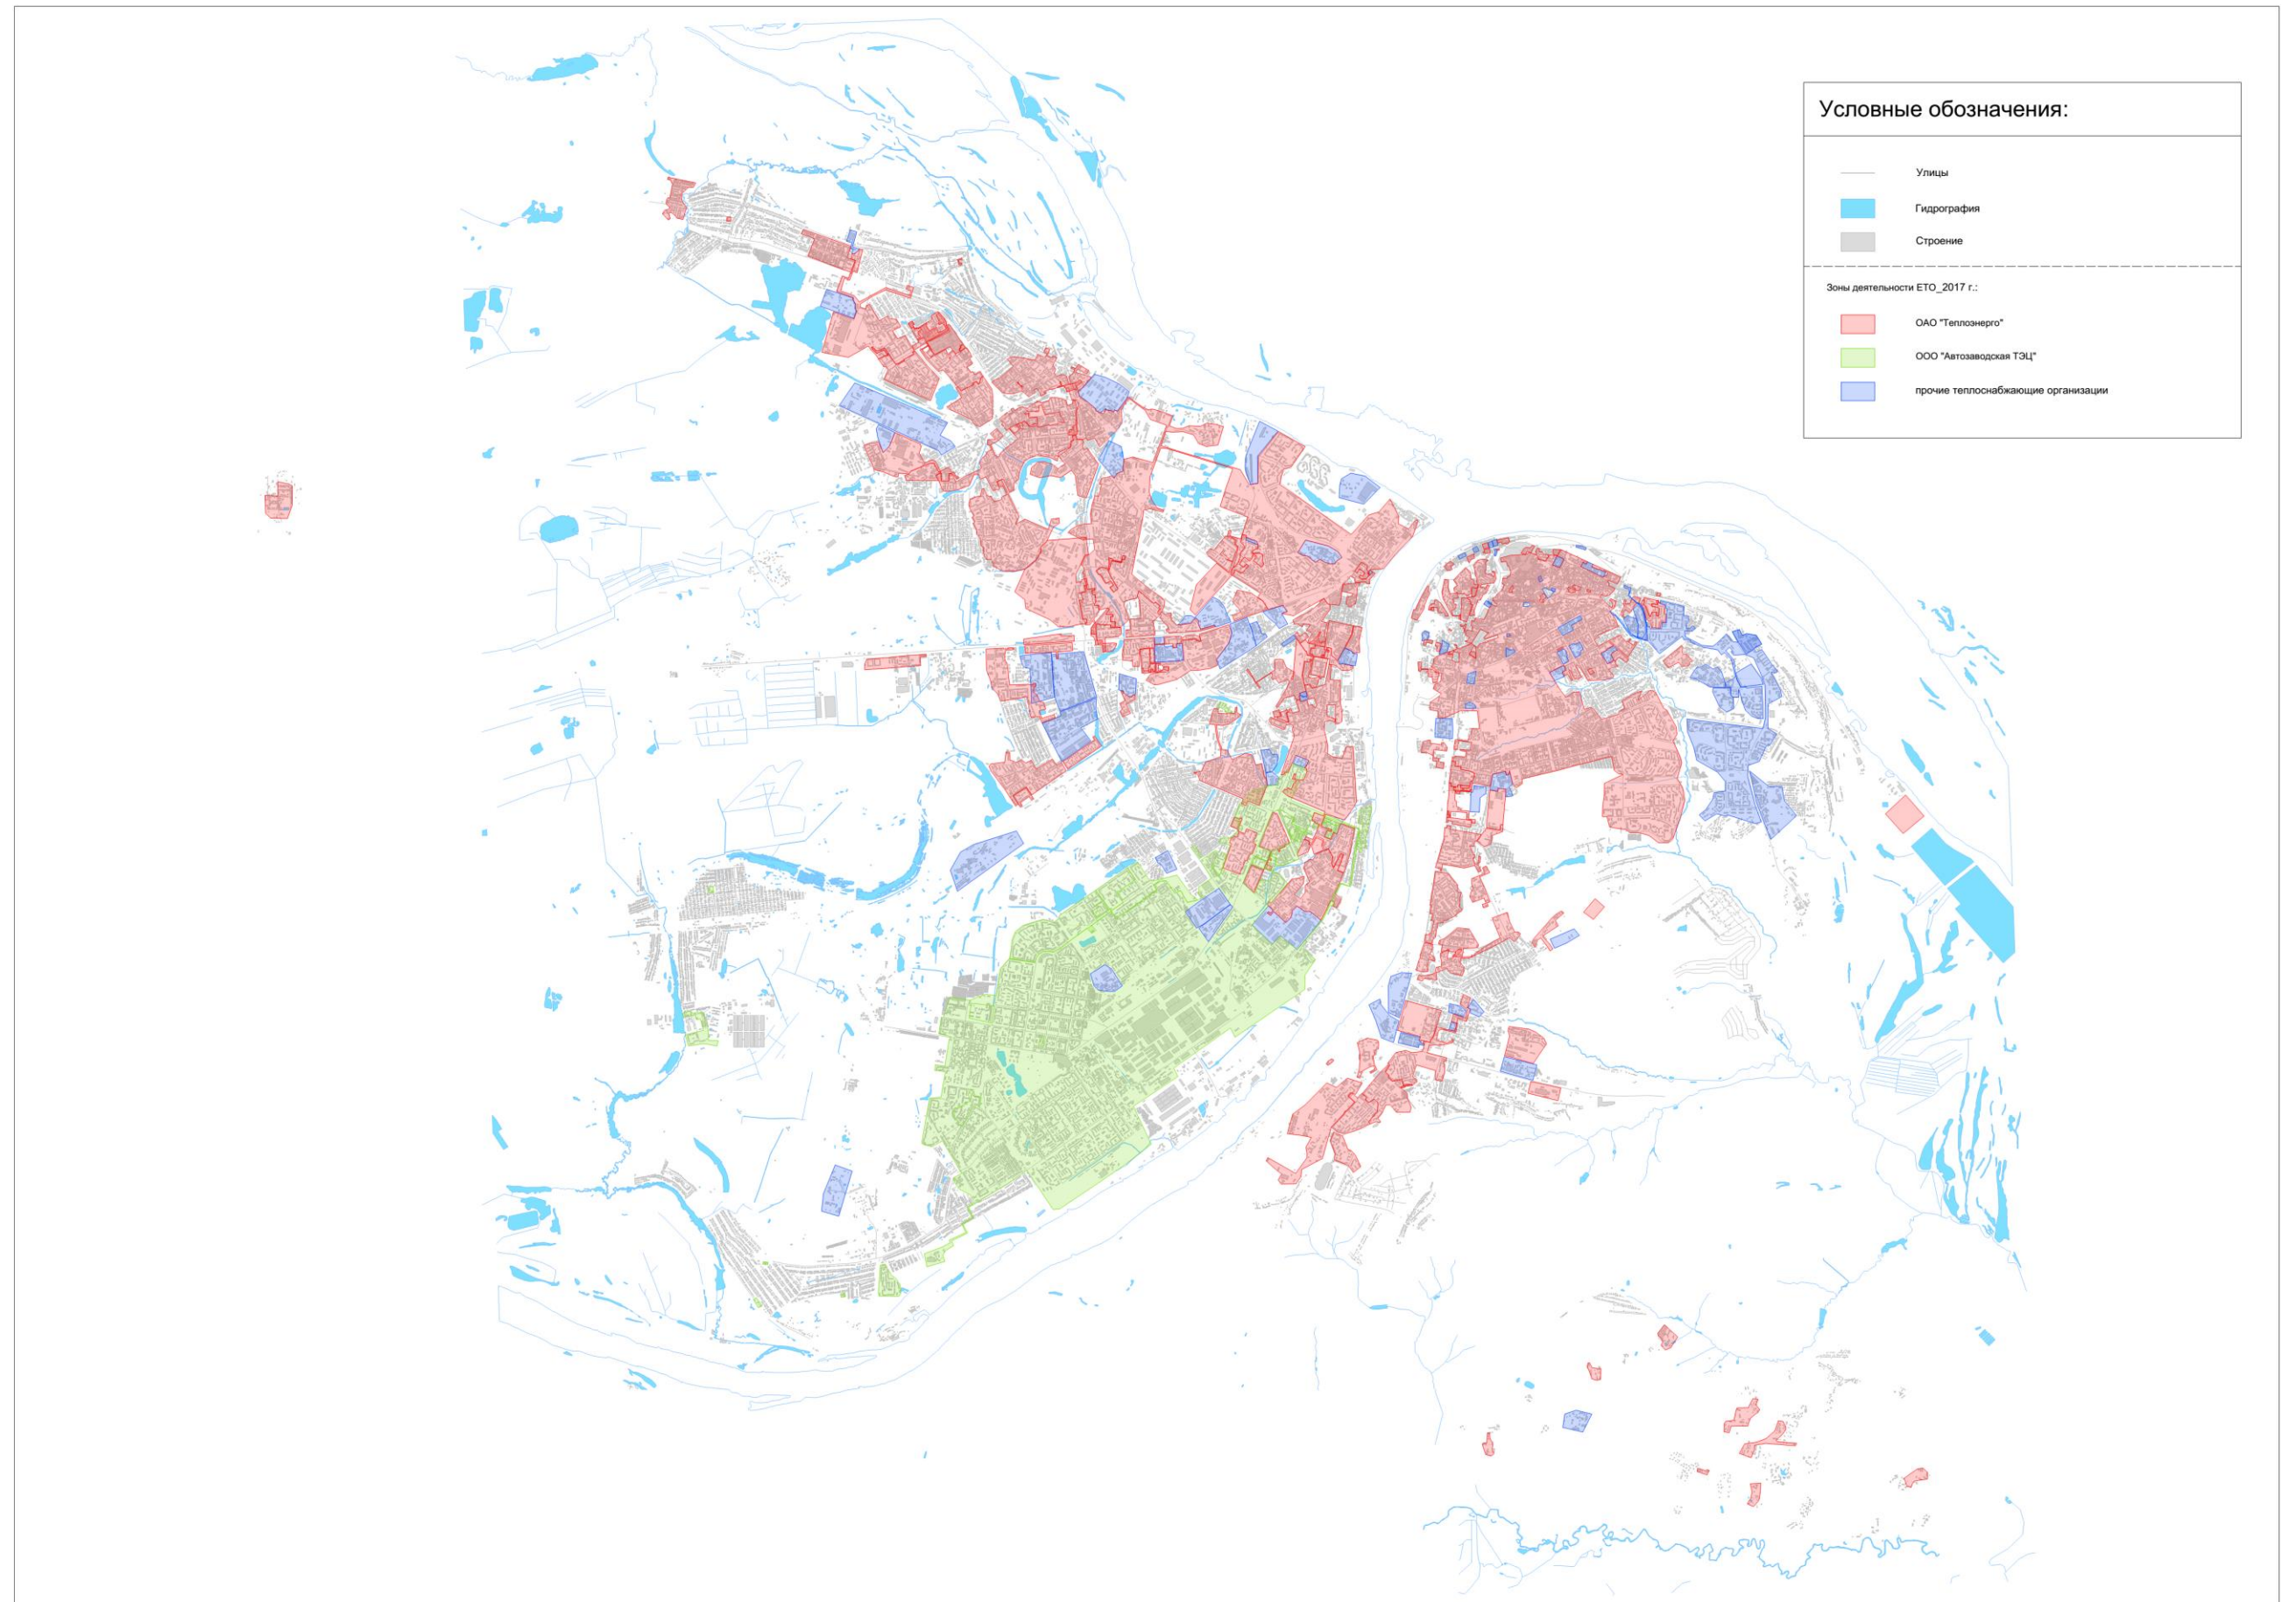 Условные обозначения:
Улицы
Гидрография
Строение
Зоны деятельности ЕТО_2017 г.:
ОАО "Теплоэнерго"
ООО "Автозаводская ТЭЦ"
прочие теплоснабжающие организации